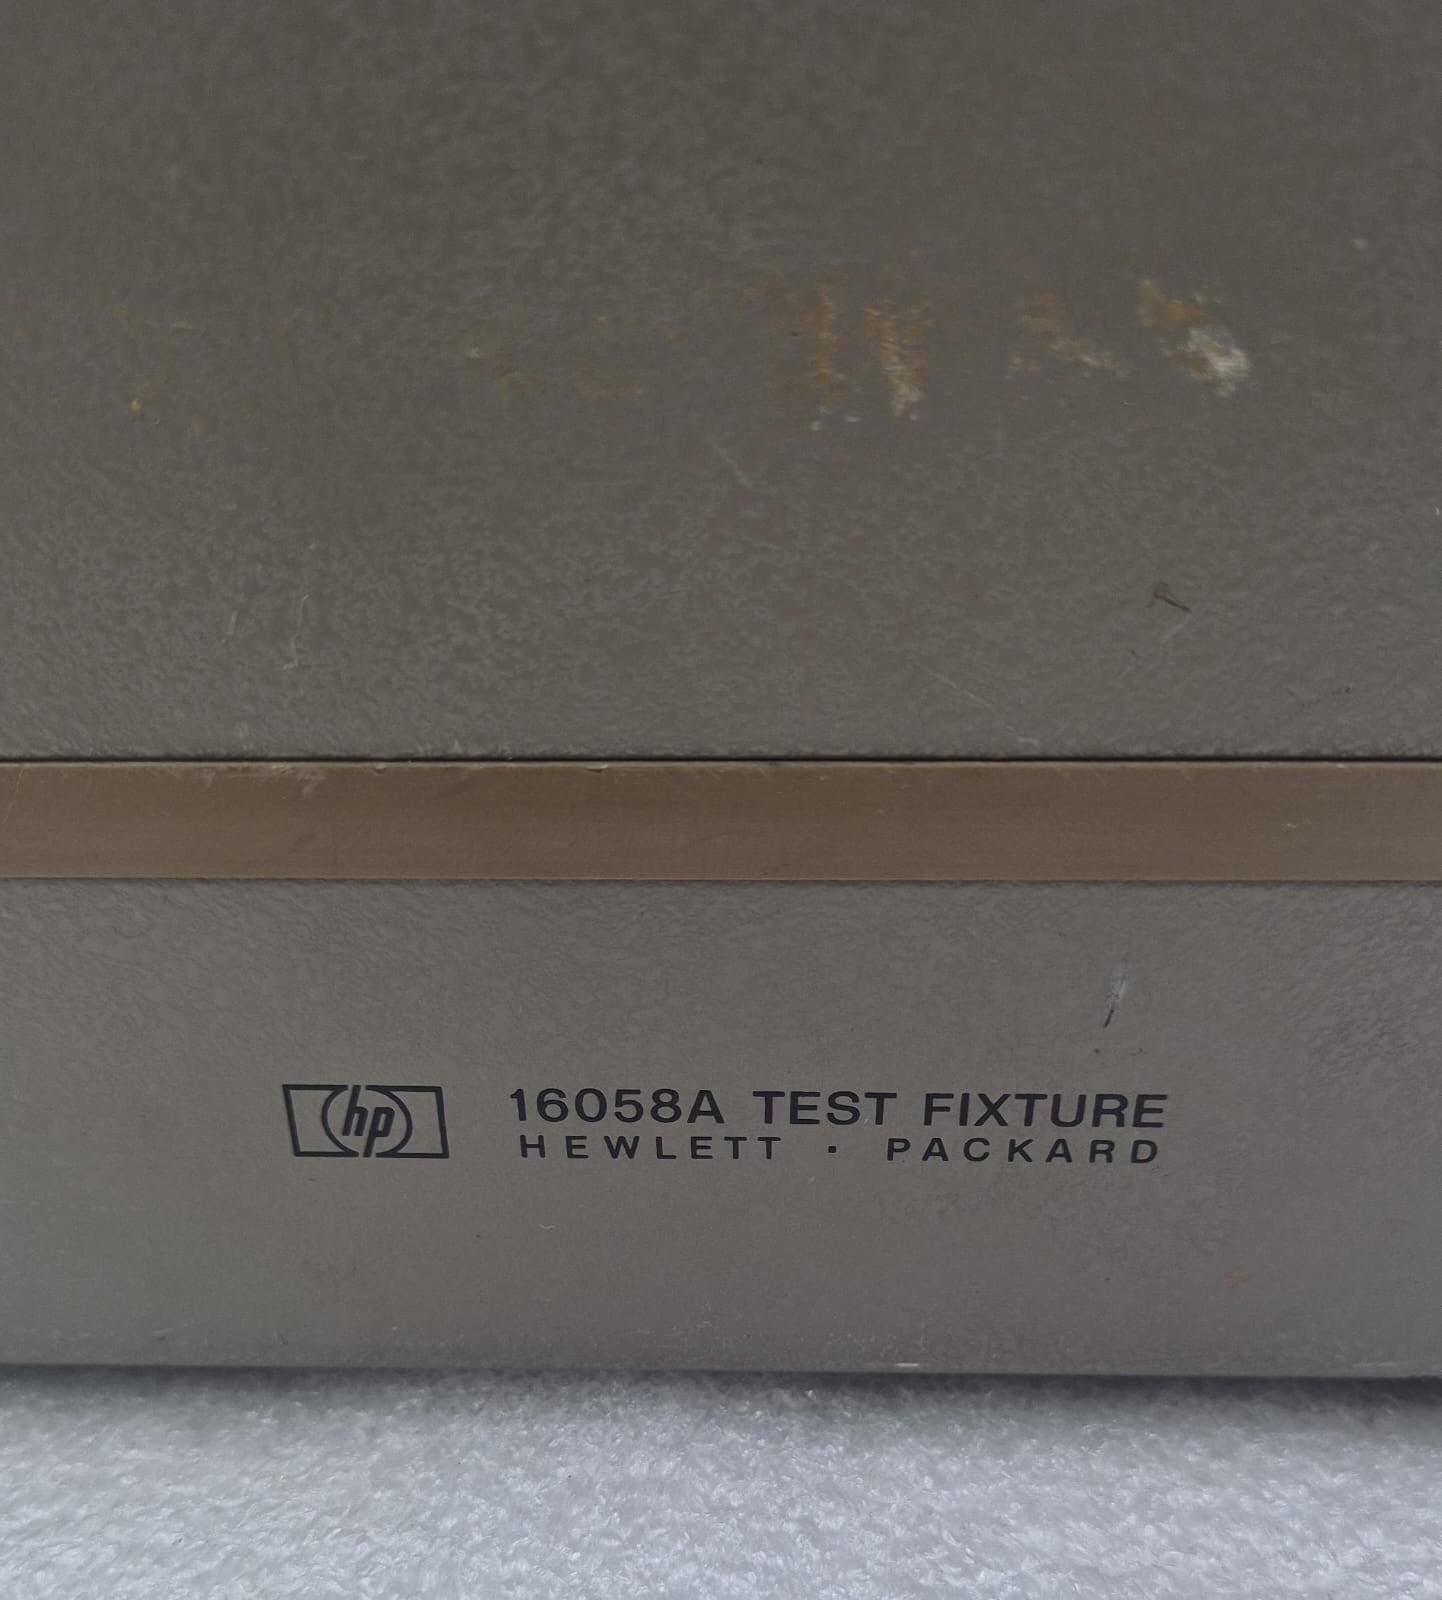 hp 16058A TEST FIXTURE
HEWLETT · PACKARD